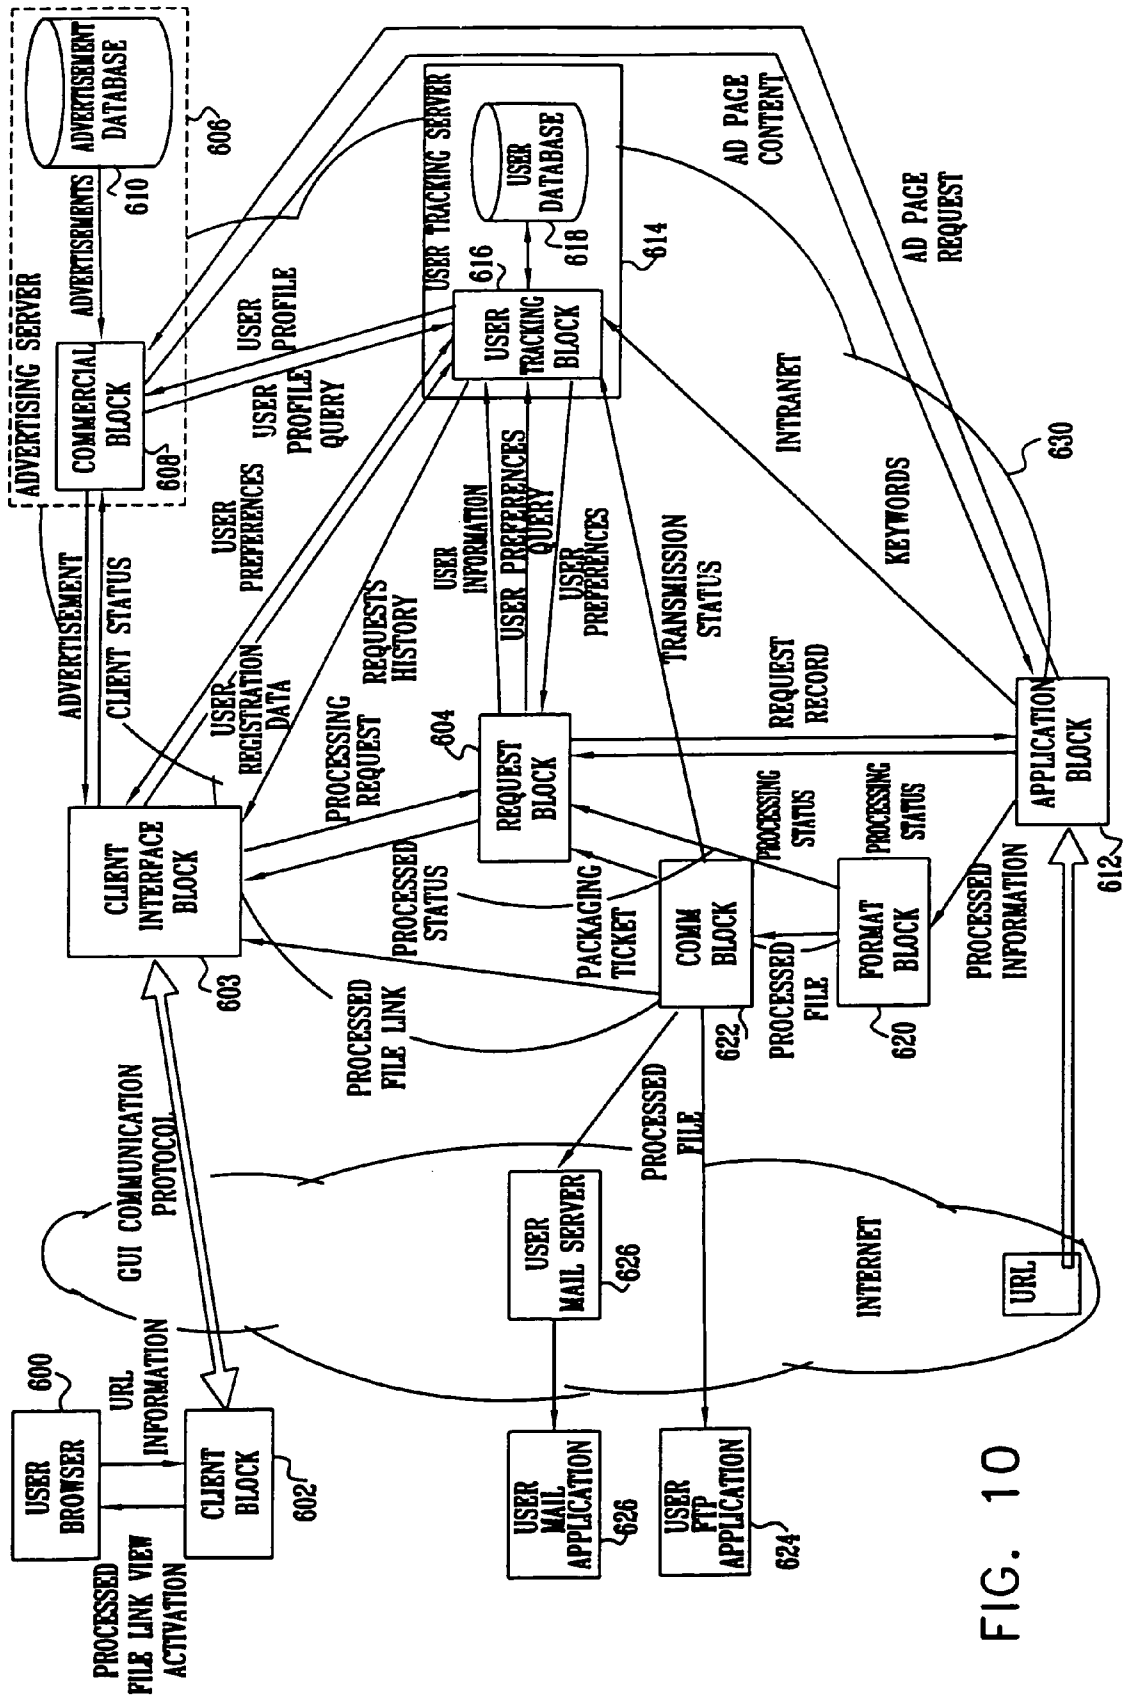 PROCESSED
FILE LINK VIEW
ACTIVATION
USER
BROWSER
600
URL
INFORMATION
CLIENT
BLOCK
602
GUI COMMUNICATION
PROTOCOL
ADVERTISING SERVER
COMMERCIAL
BLOCK
608
ADVERTISEMENTS
ADVERTISEMENT
DATABASE
610
606
ADVERTISEMENT
CLIENT STATUS
CLIENT
INTERFACE
BLOCK
603
USER
PREFERENCES
USER
REGISTRATION
DATA
USER
PROFILE
USER
PROFILE
QUERY
REQUESTS
HISTORY
PROCESSING
REQUEST
PROCESSED
STATUS
PROCESSED
FILE LINK
USER TRACKING SERVER
USER
TRACKING
BLOCK
616
USER
DATABASE
618
614
USER
INFORMATION
USER PREFERENCES
QUERY
USER
PREFERENCES
604
REQUEST
BLOCK
PACKAGING
TICKET
TRANSMISSION
STATUS
PROCESSING
STATUS
COMM
BLOCK
622
PROCESSED
FILE
USER
MAIL SERVER
626
USER
MAIL
APPLICATION
626
USER
FTP
APPLICATION
624
PROCESSED
FILE
FORMAT
BLOCK
620
PROCESSING
STATUS
REQUEST
RECORD
PROCESSED
INFORMATION
APPLICATION
BLOCK
612
KEYWORDS
INTRANET
630
AD PAGE
CONTENT
AD PAGE
REQUEST
INTERNET
URL
FIG. 10